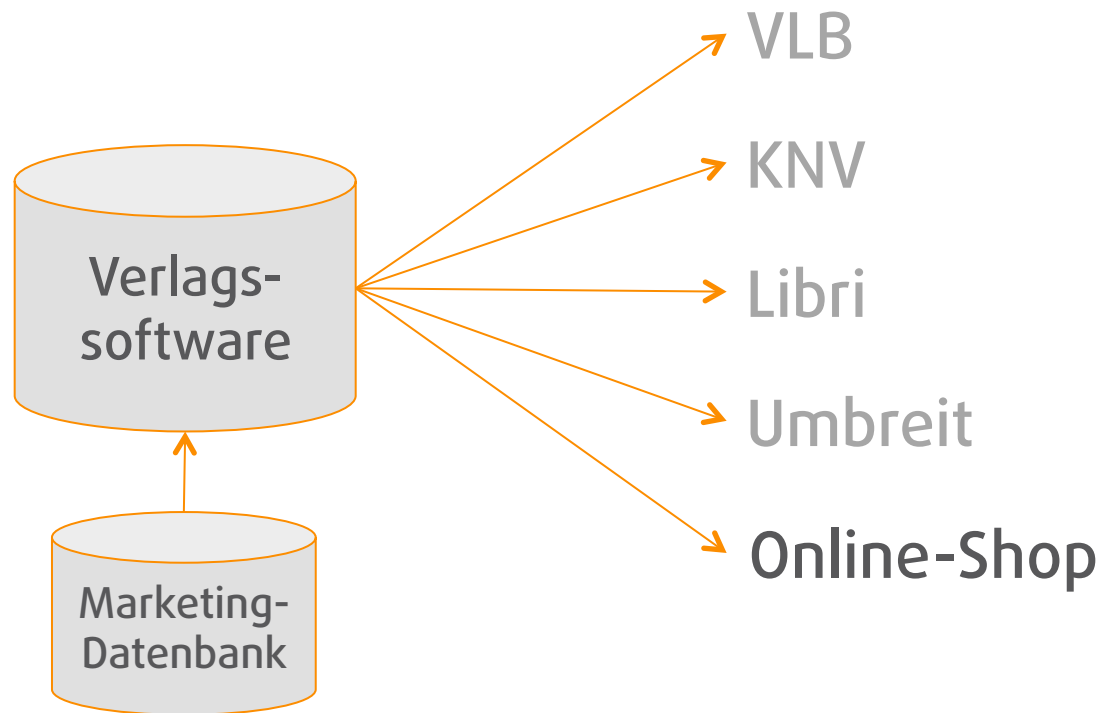 VLB
KNV
Verlags-
software
Libri
Umbreit
Online-Shop
Marketing-
Datenbank